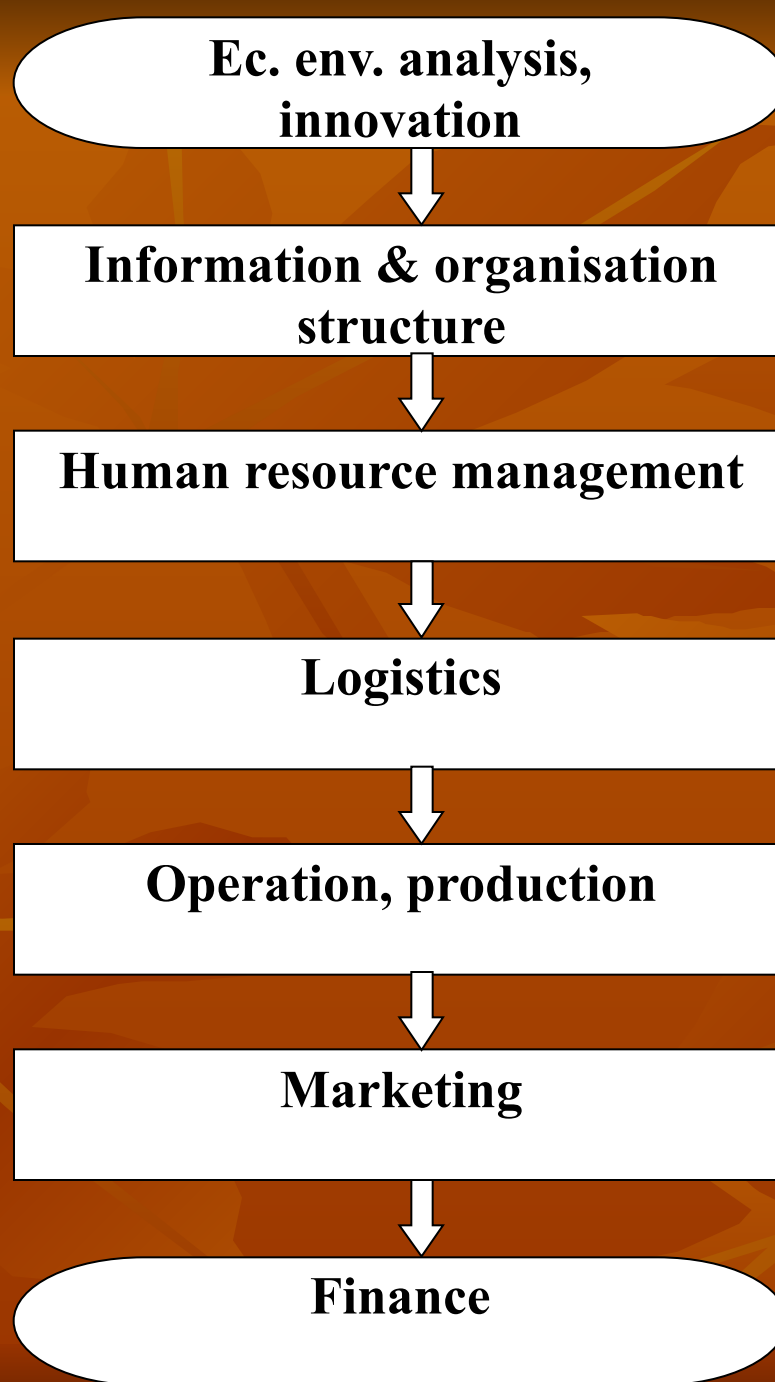 Ec. env. analysis,
innovation
Information & organisation
structure
Human resource management
Logistics
Operation, production
Marketing
Finance